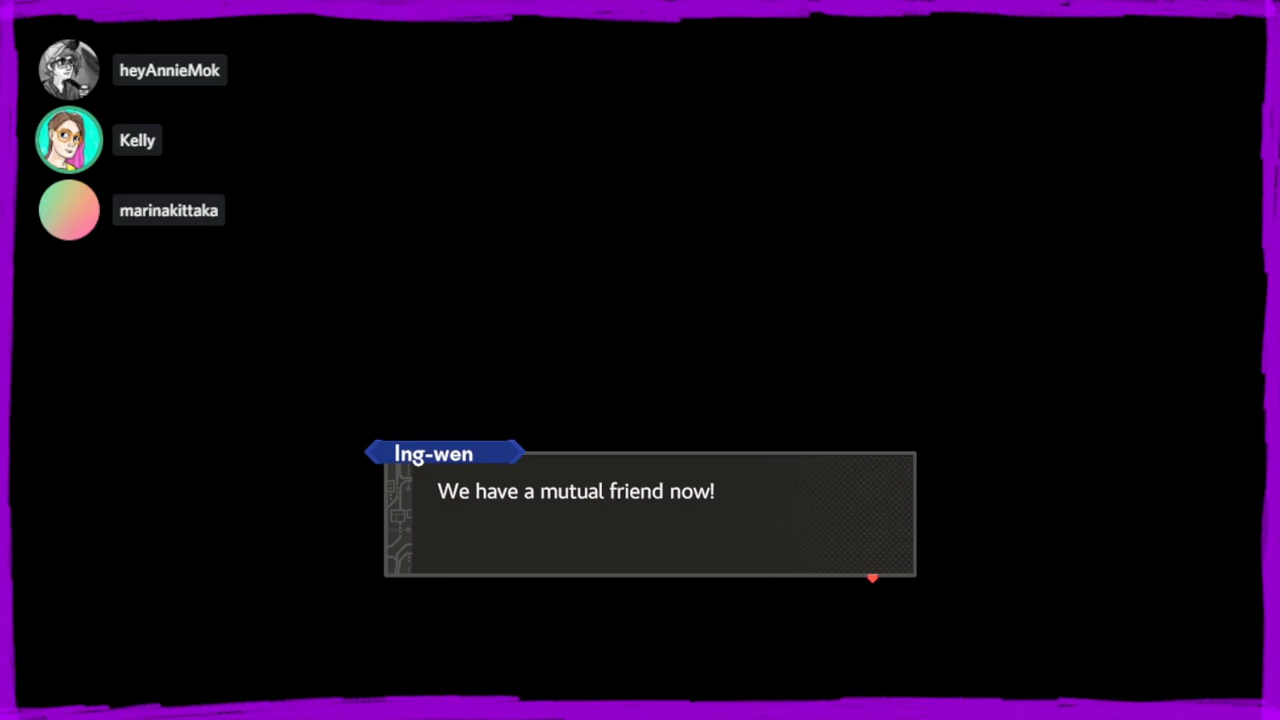 heyAnnieMok
Kelly
marinakittaka
Ing-wen
We have a mutual friend now!